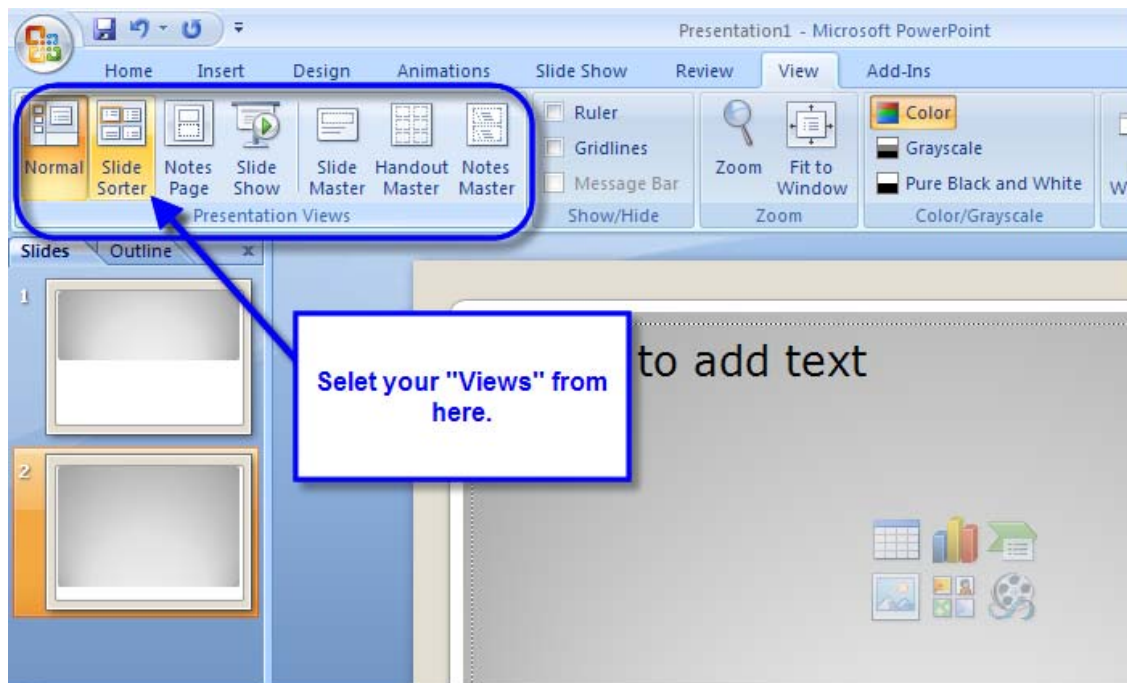 Presentation1 - Microsoft PowerPoint
Home Insert Design Animations Slide Show Review View Add-Ins
Normal
Slide Sorter
Notes Page
Slide Show
Slide Master
Handout Master
Notes Master
Presentation Views
Ruler
Gridlines
Message Bar
Show/Hide
Zoom
Fit to Window
Zoom
Color
Grayscale
Pure Black and White
Color/Grayscale
Slides Outline x
1
2
Selet your "Views" from
here.
to add text